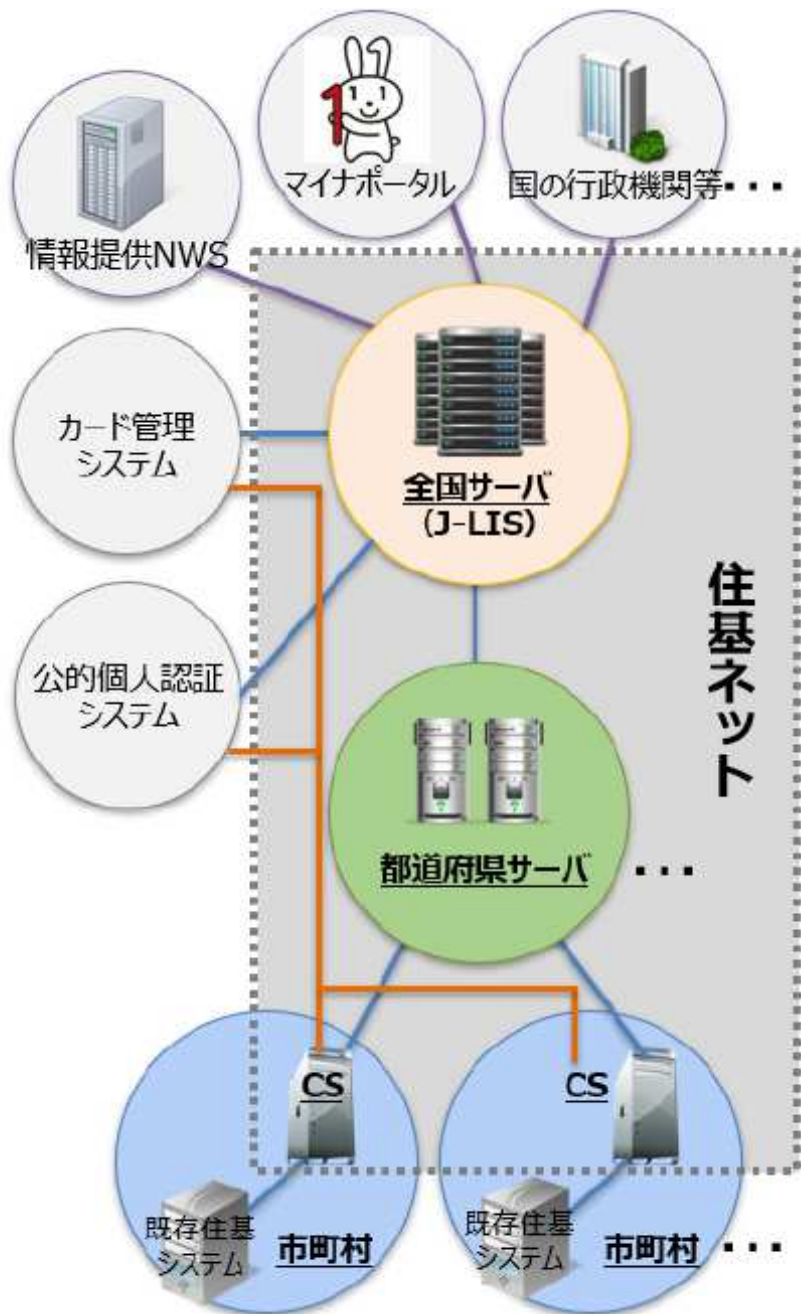 マイナポータル
国の行政機関等・・・
情報提供NWS
カード管理
システム
全国サーバ
（J-LIS）
住基ネット
公的個人認証
システム
都道府県サーバ
・・・
CS
CS
既存住基
システム
市町村
既存住基
システム
市町村
・・・